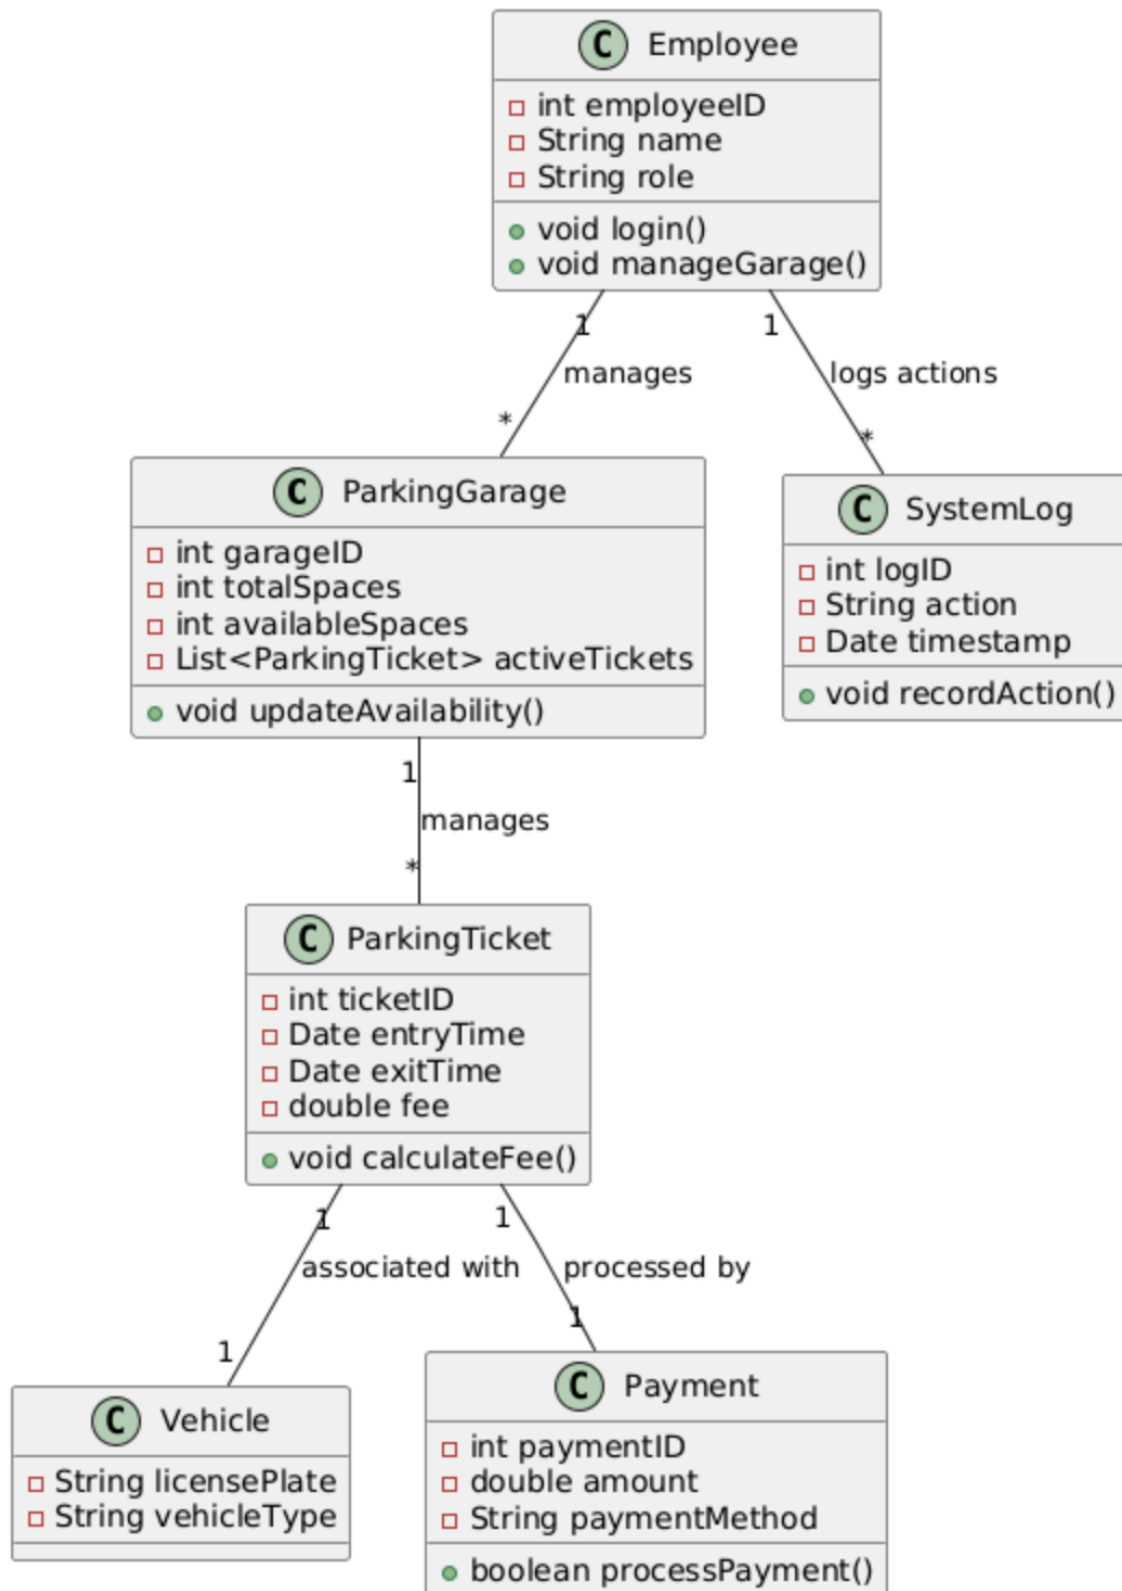 C Employee
int employeeID
String name
String role
void login()
void manageGarage()
1
1
manages
logs actions
*
*
C ParkingGarage
int garageID
int totalSpaces
int availableSpaces
List<ParkingTicket> activeTickets
void updateAvailability()
C SystemLog
int logID
String action
Date timestamp
void recordAction()
1
manages
*
C ParkingTicket
int ticketID
Date entryTime
Date exitTime
double fee
void calculateFee()
1
1
associated with
processed by
1
1
C Vehicle
String licensePlate
String vehicleType
C Payment
int paymentID
double amount
String paymentMethod
boolean processPayment()